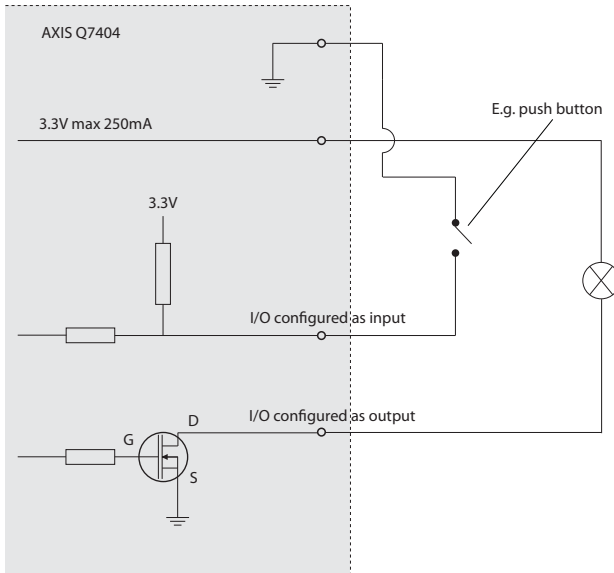 AXIS Q7404
E.g. push button
3.3V max 250mA
3.3V
I/O configured as input
I/O configured as output
D
G
S